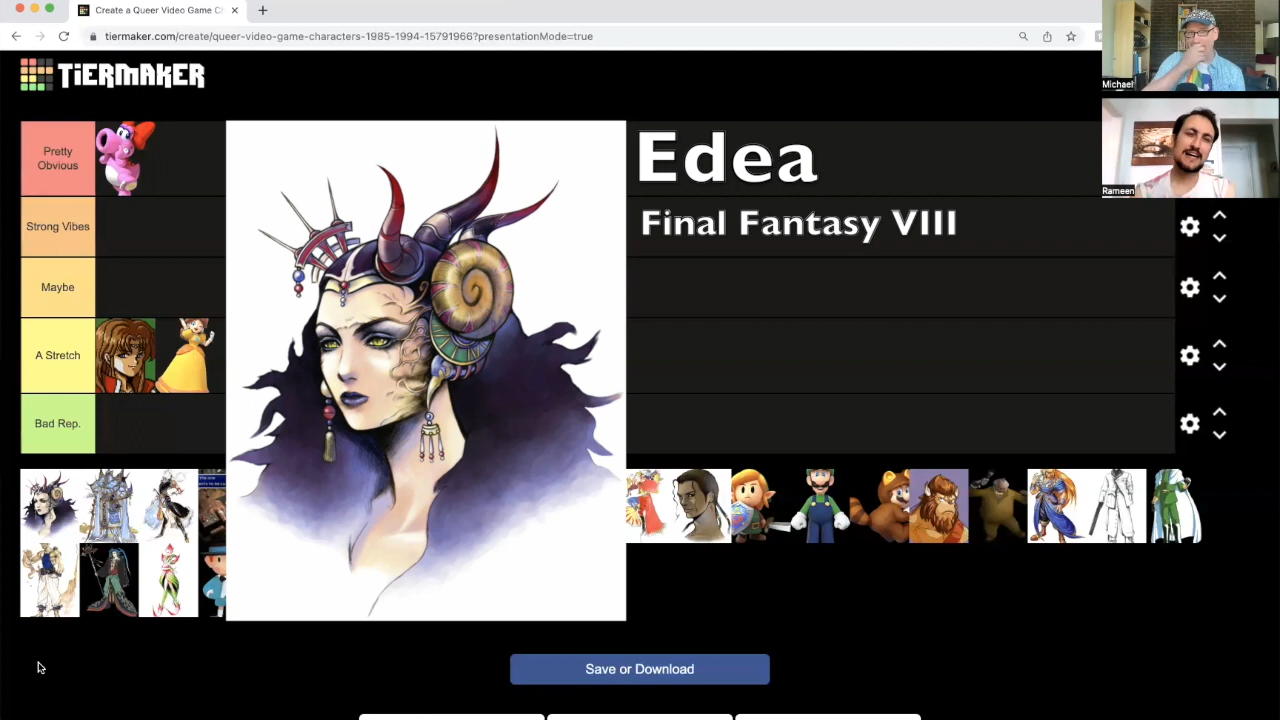 Create a Queer Video Game Ch
tiermaker.com/create/queer-video-game-characters-1985-1994-15791966?presentationMode=true
TiERMAKER
Michael
Rameen
Pretty
Obvious
Edea
Strong Vibes
Final Fantasy VIII
Maybe
A Stretch
Bad Rep.
Save or Download